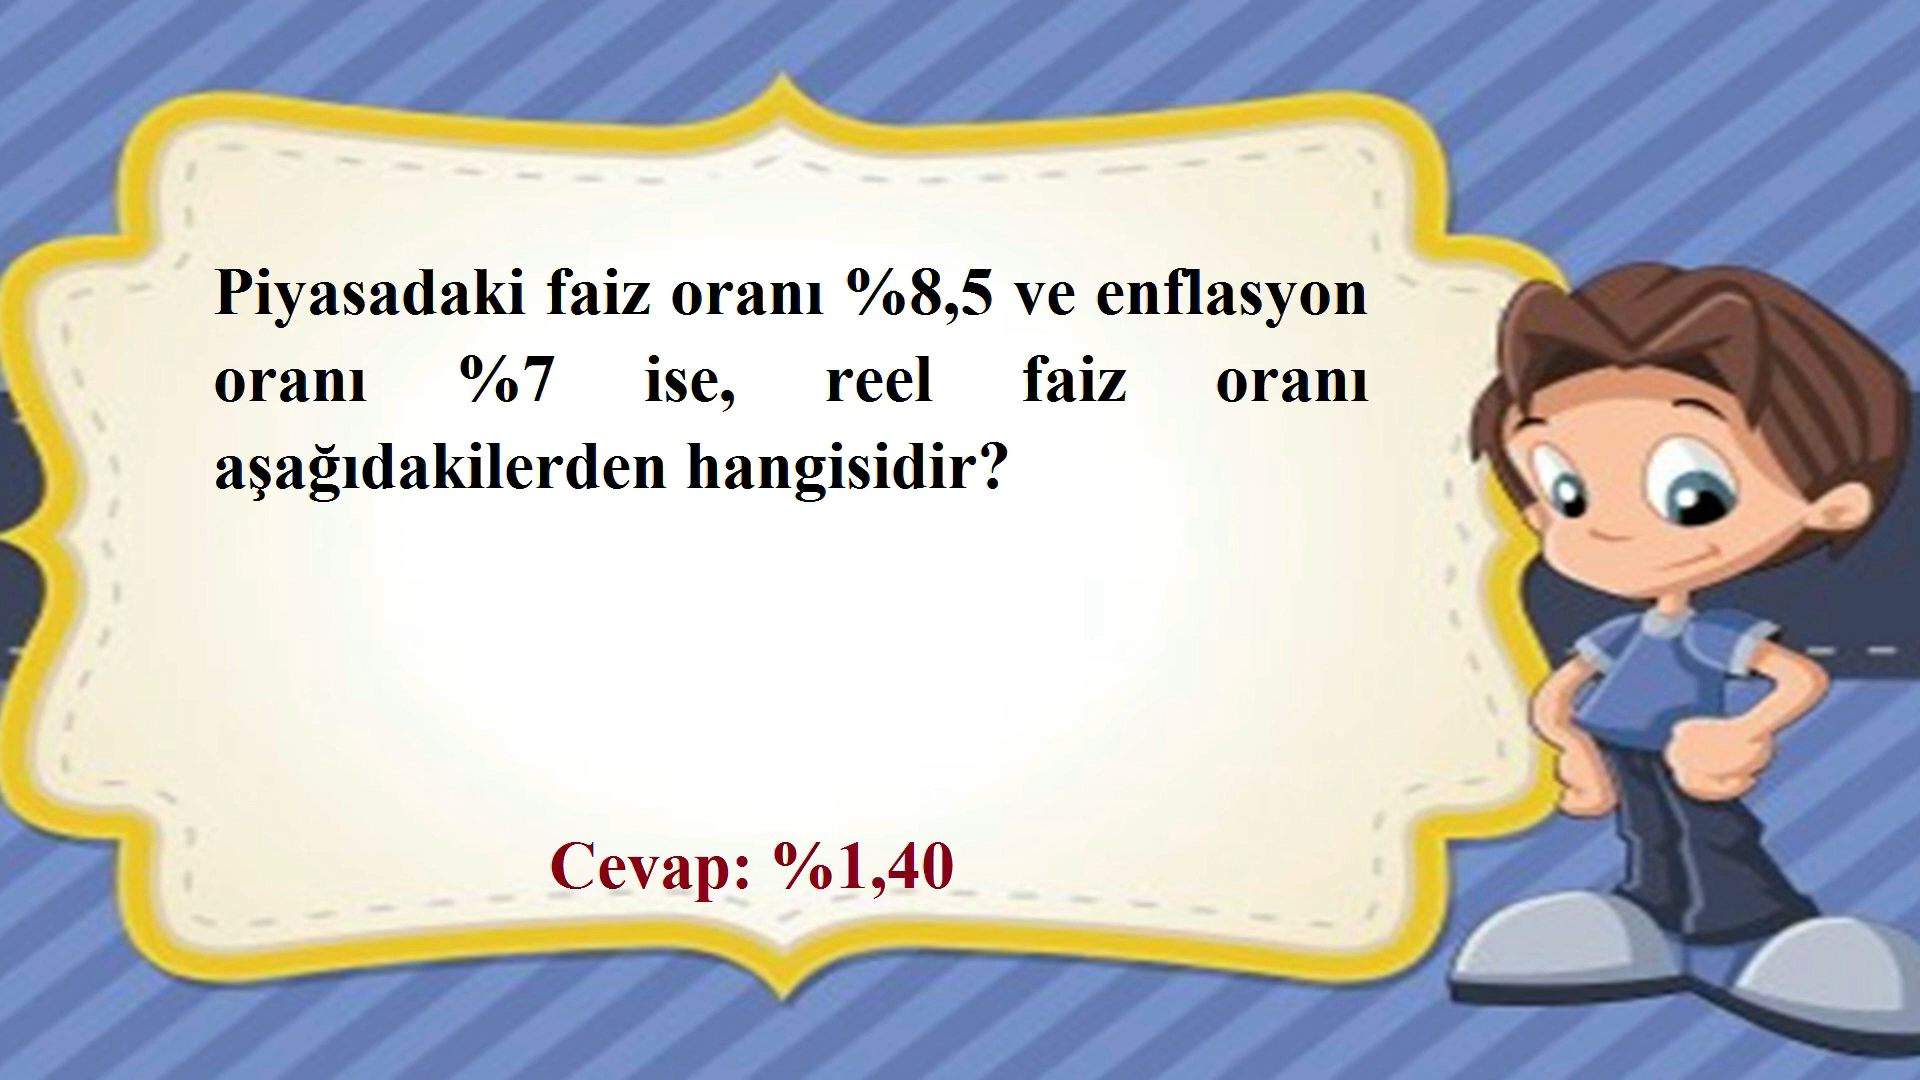 Piyasadaki faiz oranı %8,5 ve enflasyon
oranı %7 ise, reel faiz oranı
aşağıdakilerden hangisidir?
Cevap: %1,40